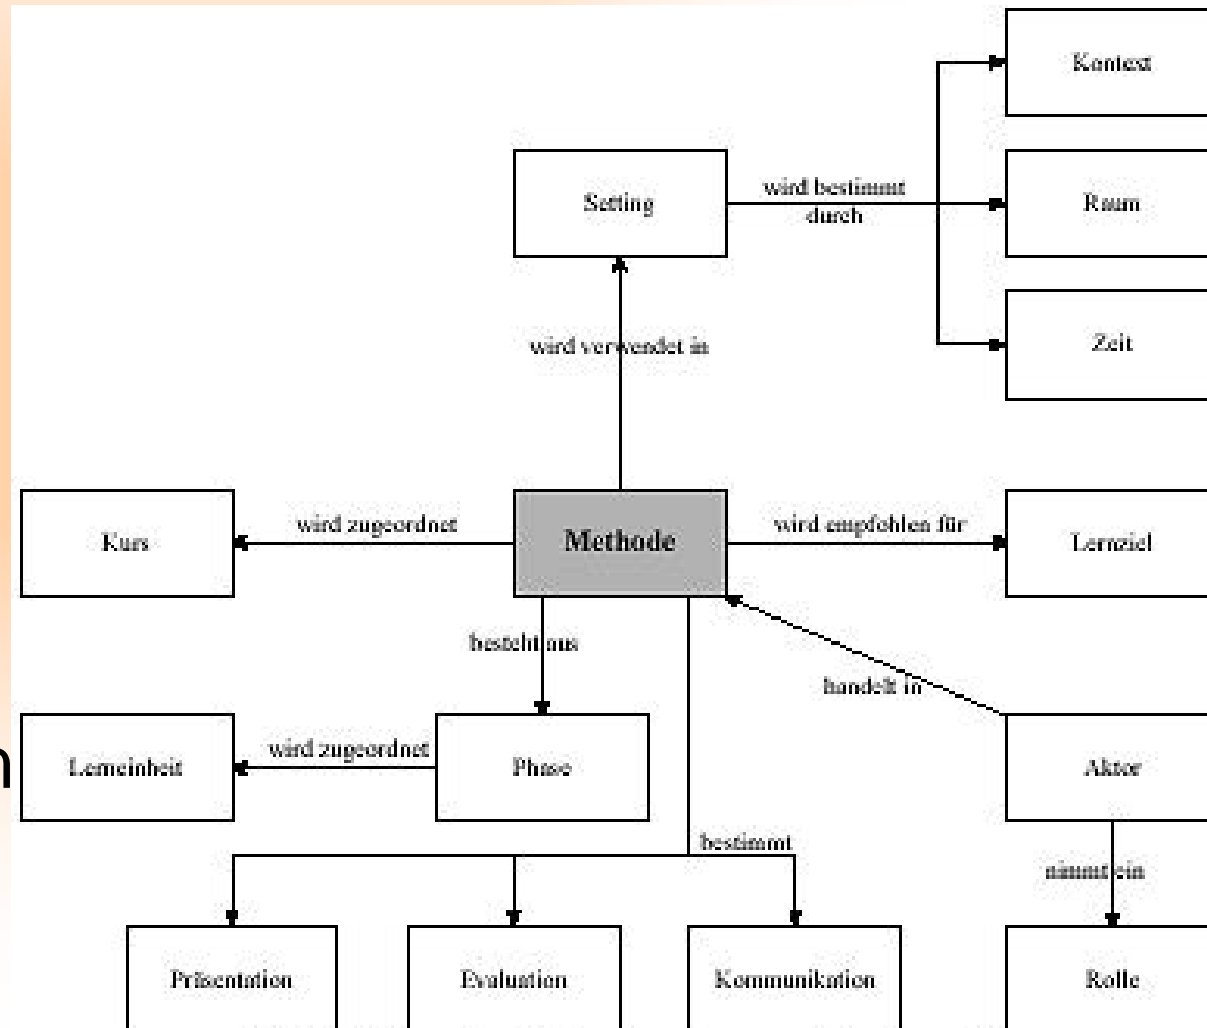 Kontext
Setting
wird bestimmt
durch
Raum
Zeit
wird verwendet in
Kurs
wird zugeordnet
Methode
wird empfohlen für
Lernziel
besteht aus
handelt in
n
Lerneinheit
wird zugeordnet
Phase
Aktor
bestimmt
nimmt ein
Präsentation
Evaluation
Kommunikation
Rolle